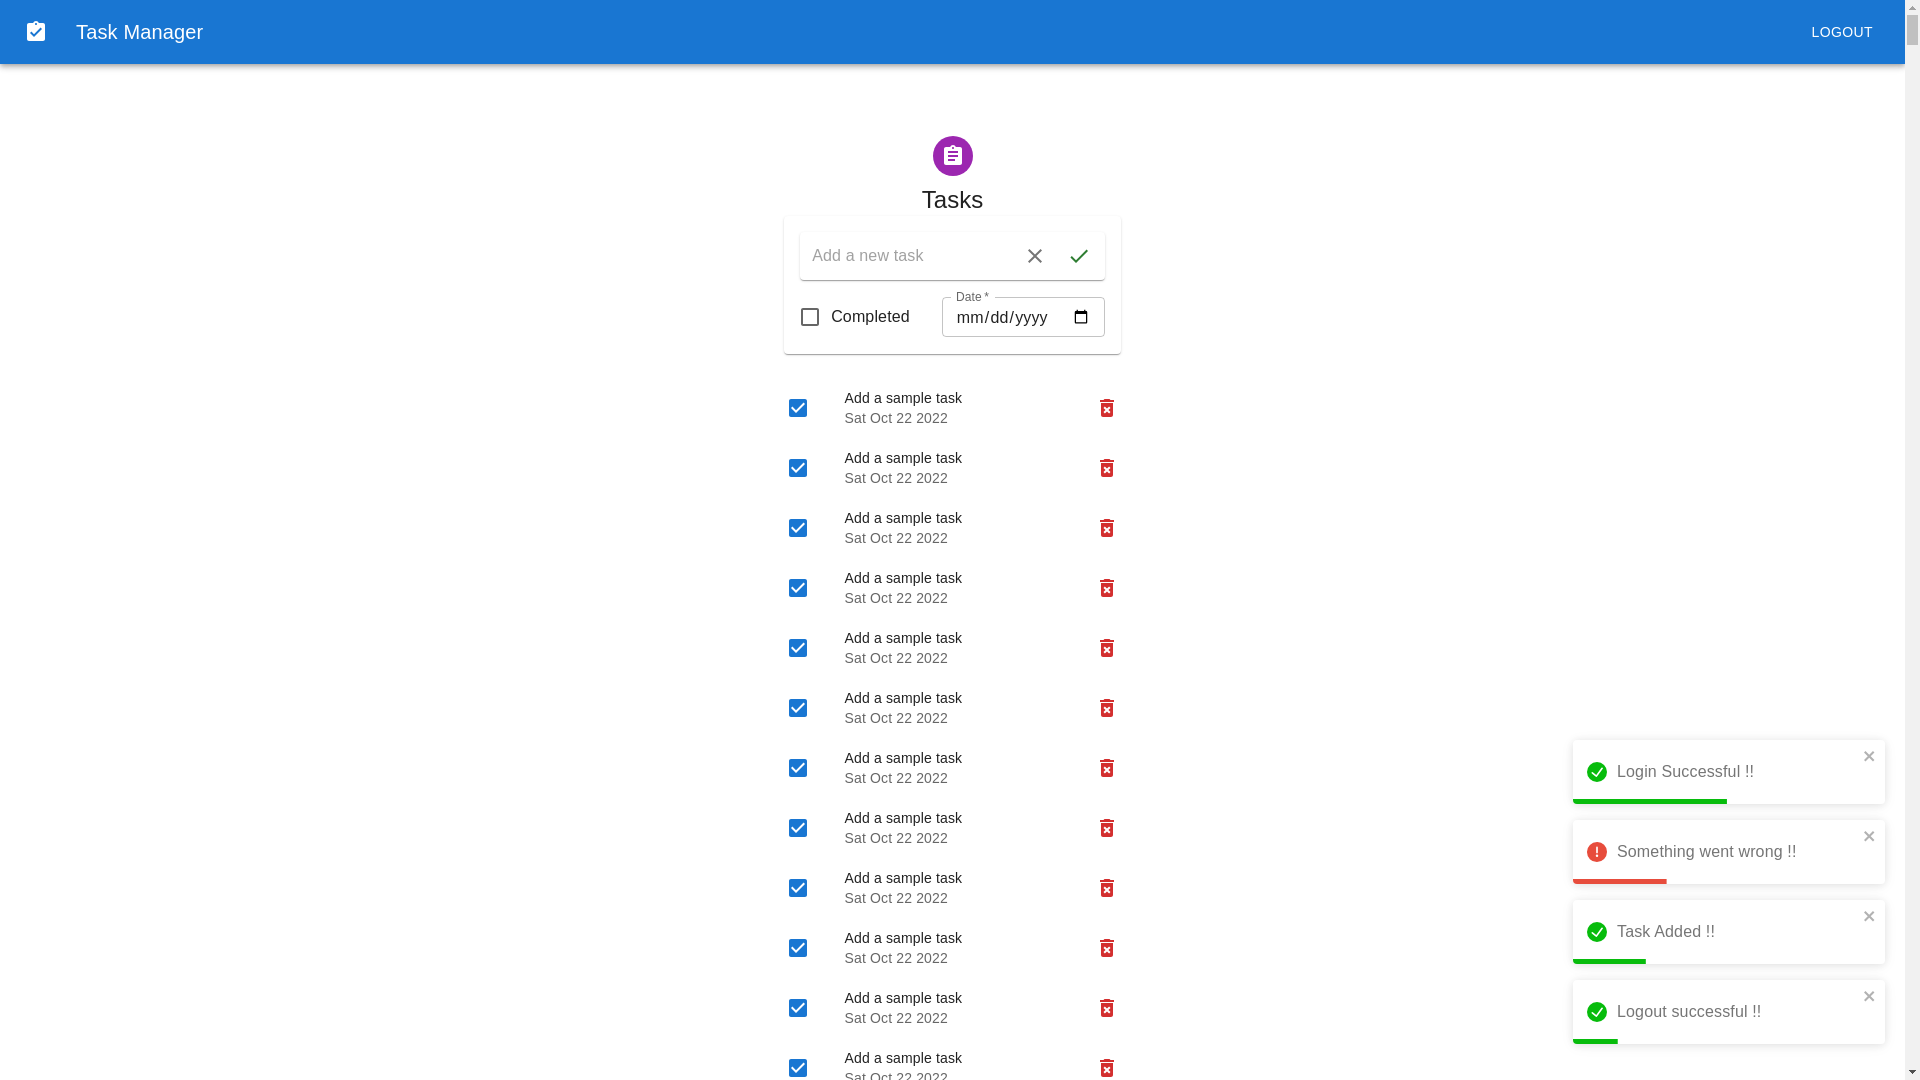 Task Manager
LOGOUT
Tasks
Add a new task
Completed
Date *
mm/dd/yyyy
Add a sample task
Sat Oct 22 2022
Add a sample task
Sat Oct 22 2022
Add a sample task
Sat Oct 22 2022
Add a sample task
Sat Oct 22 2022
Add a sample task
Sat Oct 22 2022
Add a sample task
Sat Oct 22 2022
Add a sample task
Sat Oct 22 2022
Add a sample task
Sat Oct 22 2022
Add a sample task
Sat Oct 22 2022
Add a sample task
Sat Oct 22 2022
Add a sample task
Sat Oct 22 2022
Add a sample task
Sat Oct 22 2022
Login Successful !!
Something went wrong !!
Task Added !!
Logout successful !!